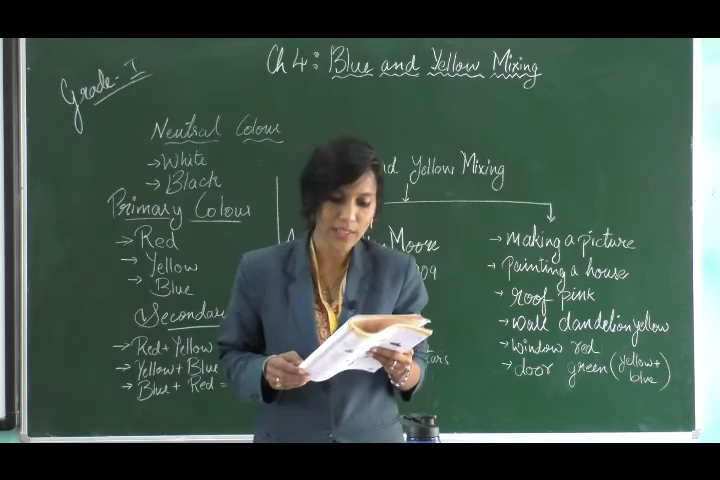 Grade-I
Ch 4: Blue and Yellow Mixing
Neutral Colour
→ White
→ Black
Primary Colour
→ Red
→ Yellow
→ Blue
→ Red + Yellow
→ Yellow + Blue
→ Blue + Red =
Yellow Mixing
Moore
→ making a picture
→ Painting a house
→ roof pink
→ wall dandelion yellow
→ window red
→ door green (yellow + blue)